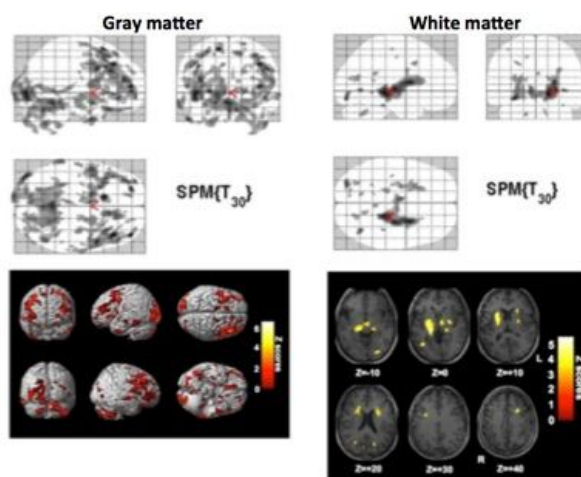 Gray matter
White matter
SPM{T30}
SPM{T30}
6
4
2
0
Z scores
Z=-10
Z=0
Z=+10
L
5
4
3
2
1
0
Z scores
Z=+20
Z=+30
R
Z=+40